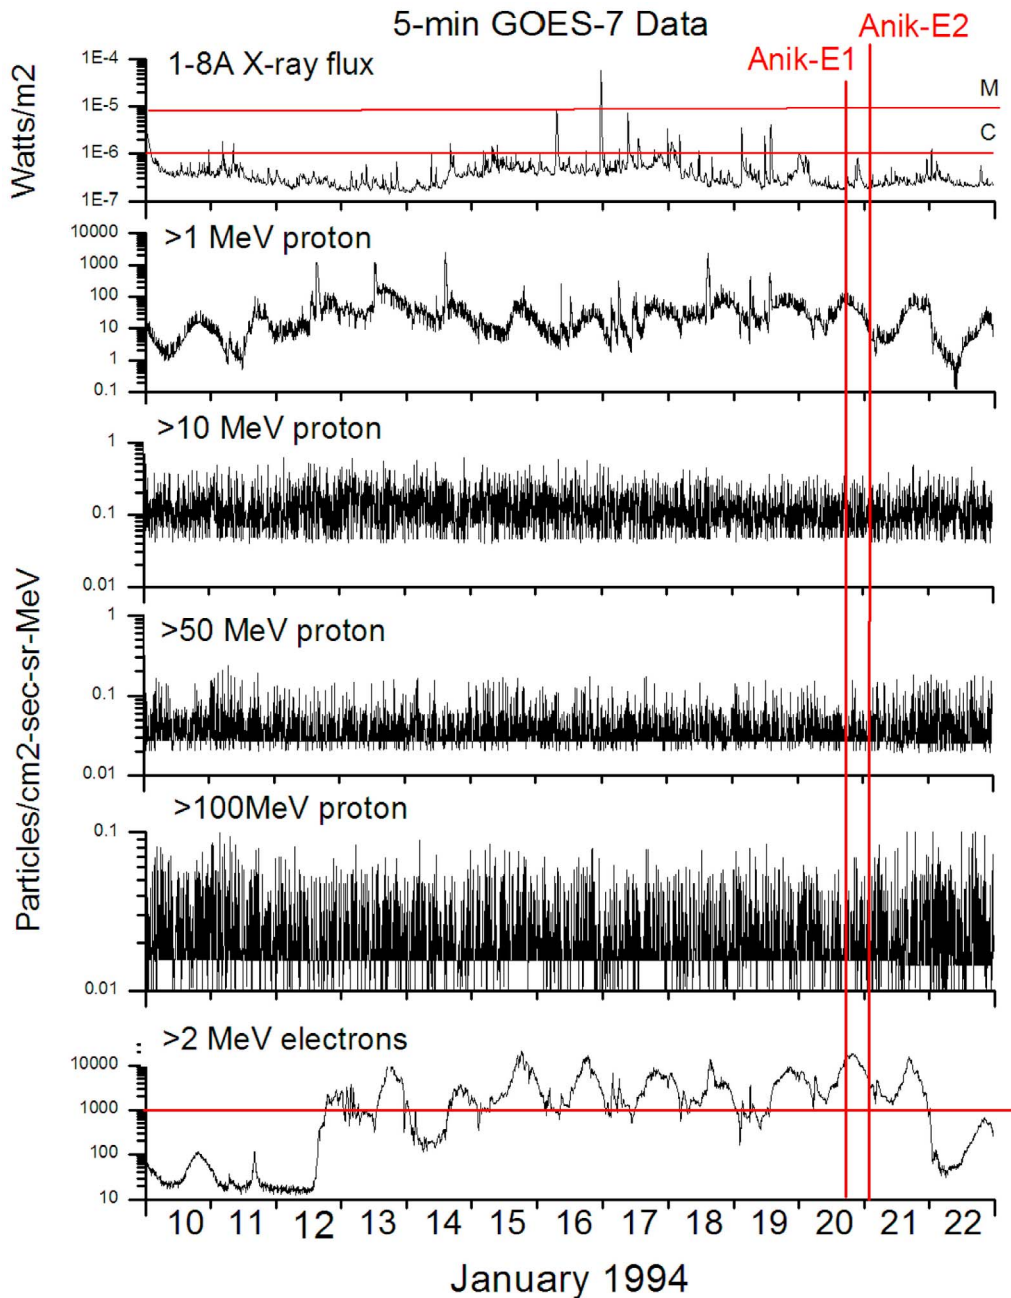 5-min GOES-7 Data
Anik-E1
Anik-E2
Watts/m2
1-8A X-ray flux
1E-4
1E-5
1E-6
1E-7
M
C
>1 MeV proton
10000
1000
100
10
1
0.1
Particles/cm2-sec-sr-MeV
>10 MeV proton
1
0.1
0.01
>50 MeV proton
1
0.1
0.01
>100MeV proton
0.1
0.01
>2 MeV electrons
10000
1000
100
10
10 11 12 13 14 15 16 17 18 19 20 21 22
January 1994